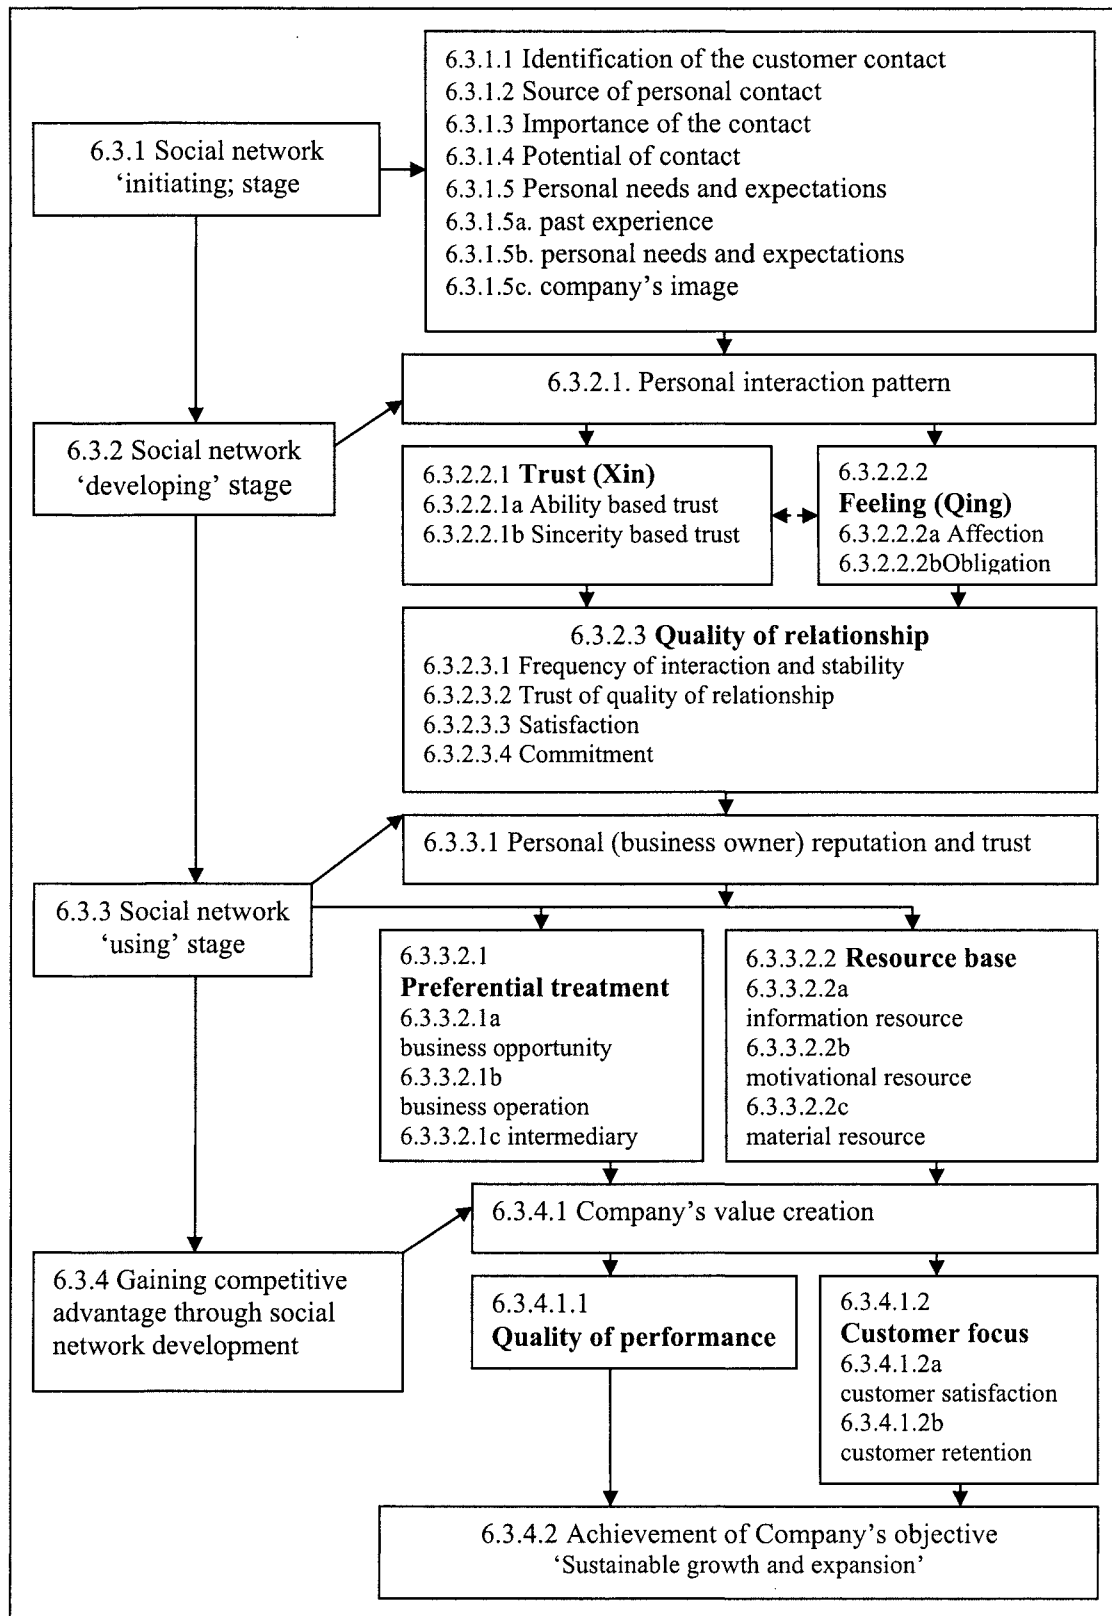 6.3.1.1 Identification of the customer contact
6.3.1.2 Source of personal contact
6.3.1.3 Importance of the contact
6.3.1.4 Potential of contact
6.3.1.5 Personal needs and expectations
6.3.1.5a. past experience
6.3.1.5b. personal needs and expectations
6.3.1.5c. company's image
6.3.1 Social network
'initiating; stage
6.3.2.1. Personal interaction pattern
6.3.2 Social network
'developing' stage
6.3.2.2.1 Trust (Xin)
6.3.2.2.1a Ability based trust
6.3.2.2.1b Sincerity based trust
6.3.2.2.2
Feeling (Qing)
6.3.2.2.2a Affection
6.3.2.2.2bObligation
6.3.2.3 Quality of relationship
6.3.2.3.1 Frequency of interaction and stability
6.3.2.3.2 Trust of quality of relationship
6.3.2.3.3 Satisfaction
6.3.2.3.4 Commitment
6.3.3.1 Personal (business owner) reputation and trust
6.3.3 Social network
'using' stage
6.3.3.2.1
Preferential treatment
6.3.3.2.1a
business opportunity
6.3.3.2.1b
business operation
6.3.3.2.1c intermediary
6.3.3.2.2 Resource base
6.3.3.2.2a
information resource
6.3.3.2.2b
motivational resource
6.3.3.2.2c
material resource
6.3.4.1 Company's value creation
6.3.4 Gaining competitive
advantage through social
network development
6.3.4.1.1
Quality of performance
6.3.4.1.2
Customer focus
6.3.4.1.2a
customer satisfaction
6.3.4.1.2b
customer retention
6.3.4.2 Achievement of Company's objective
'Sustainable growth and expansion'